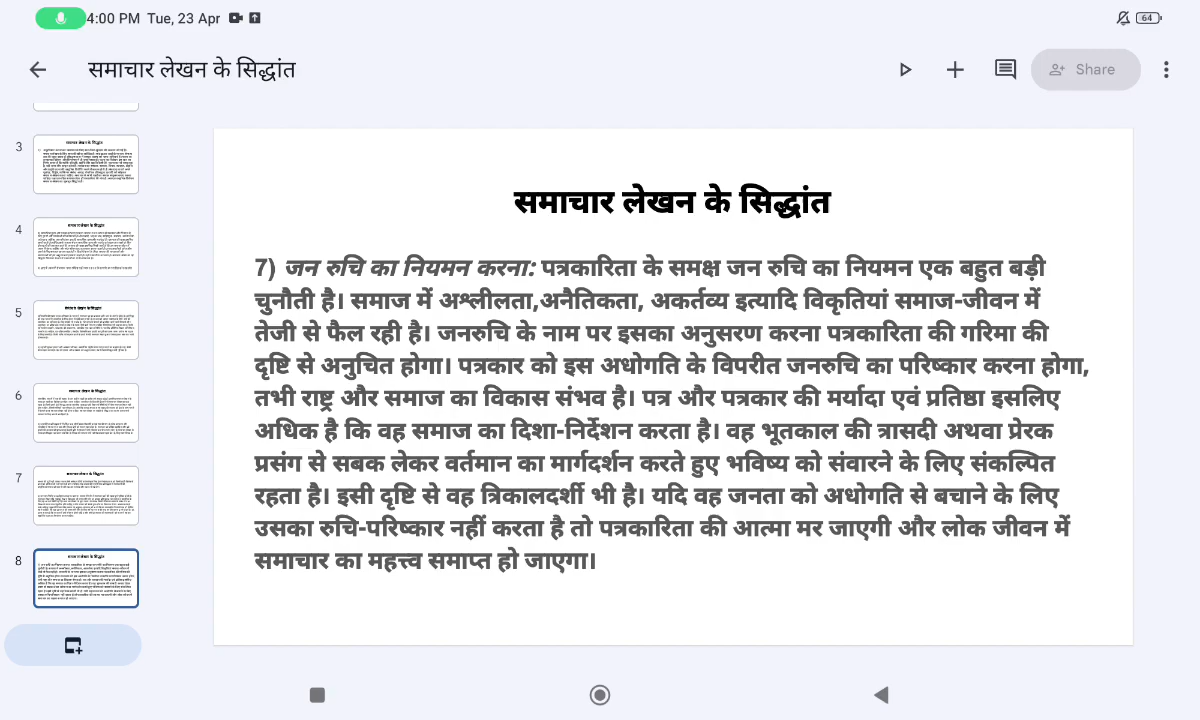 4:00 PM Tue, 23 Apr
64
समाचार लेखन के सिद्धांत
Share
3
4
5
6
7
8
समाचार लेखन के सिद्धांत
7) जन रुचि का नियमन करना: पत्रकारिता के समक्ष जन रुचि का नियमन एक बहुत बड़ी
चुनौती है। समाज में अश्लीलता,अनैतिकता, अकर्तव्य इत्यादि विकृतियां समाज-जीवन में
तेजी से फैल रही है। जनरुचि के नाम पर इसका अनुसरण करना पत्रकारिता की गरिमा की
दृष्टि से अनुचित होगा। पत्रकार को इस अधोगति के विपरीत जनरुचि का परिष्कार करना होगा,
तभी राष्ट्र और समाज का विकास संभव है। पत्र और पत्रकार की मर्यादा एवं प्रतिष्ठा इसलिए
अधिक है कि वह समाज का दिशा-निर्देशन करता है। वह भूतकाल की त्रासदी अथवा प्रेरक
प्रसंग से सबक लेकर वर्तमान का मार्गदर्शन करते हुए भविष्य को संवारने के लिए संकल्पित
रहता है। इसी दृष्टि से वह त्रिकालदर्शी भी है। यदि वह जनता को अधोगति से बचाने के लिए
उसका रुचि-परिष्कार नहीं करता है तो पत्रकारिता की आत्मा मर जाएगी और लोक जीवन में
समाचार का महत्त्व समाप्त हो जाएगा।